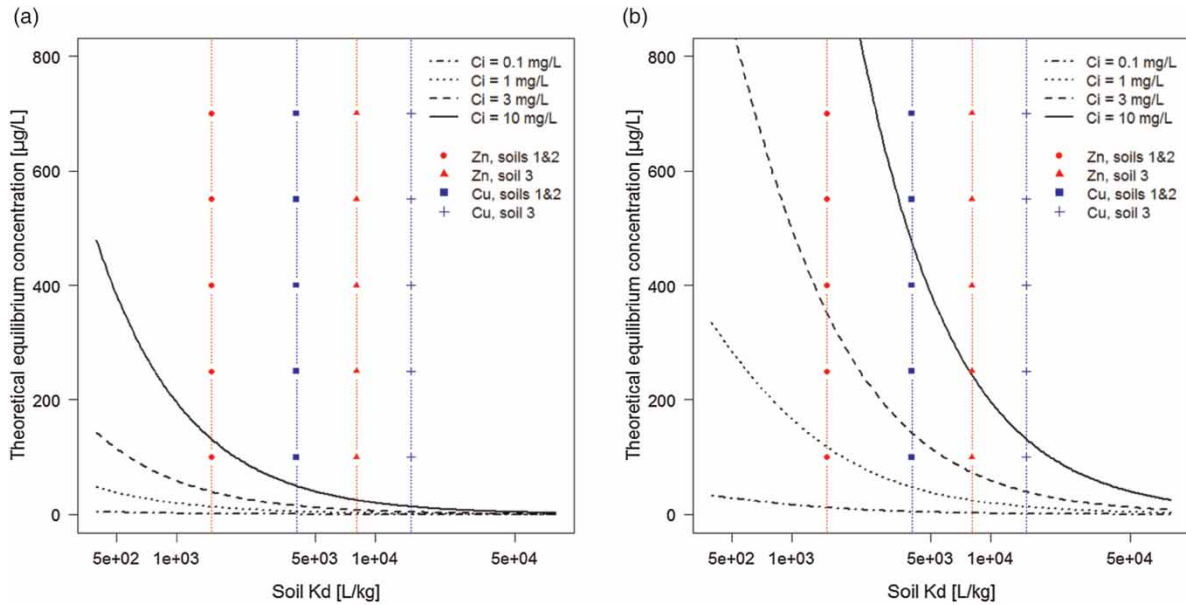 (a)
Theoretical equilibrium concentration [µg/L]
800
600
400
200
0
Ci = 0.1 mg/L
Ci = 1 mg/L
Ci = 3 mg/L
Ci = 10 mg/L
Zn, soils 1&2
Zn, soil 3
Cu, soils 1&2
Cu, soil 3
5e+02 1e+03 5e+03 1e+04 5e+04
Soil Kd [L/kg]
(b)
Theoretical equilibrium concentration [µg/L]
800
600
400
200
0
Ci = 0.1 mg/L
Ci = 1 mg/L
Ci = 3 mg/L
Ci = 10 mg/L
Zn, soils 1&2
Zn, soil 3
Cu, soils 1&2
Cu, soil 3
5e+02 1e+03 5e+03 1e+04 5e+04
Soil Kd [L/kg]